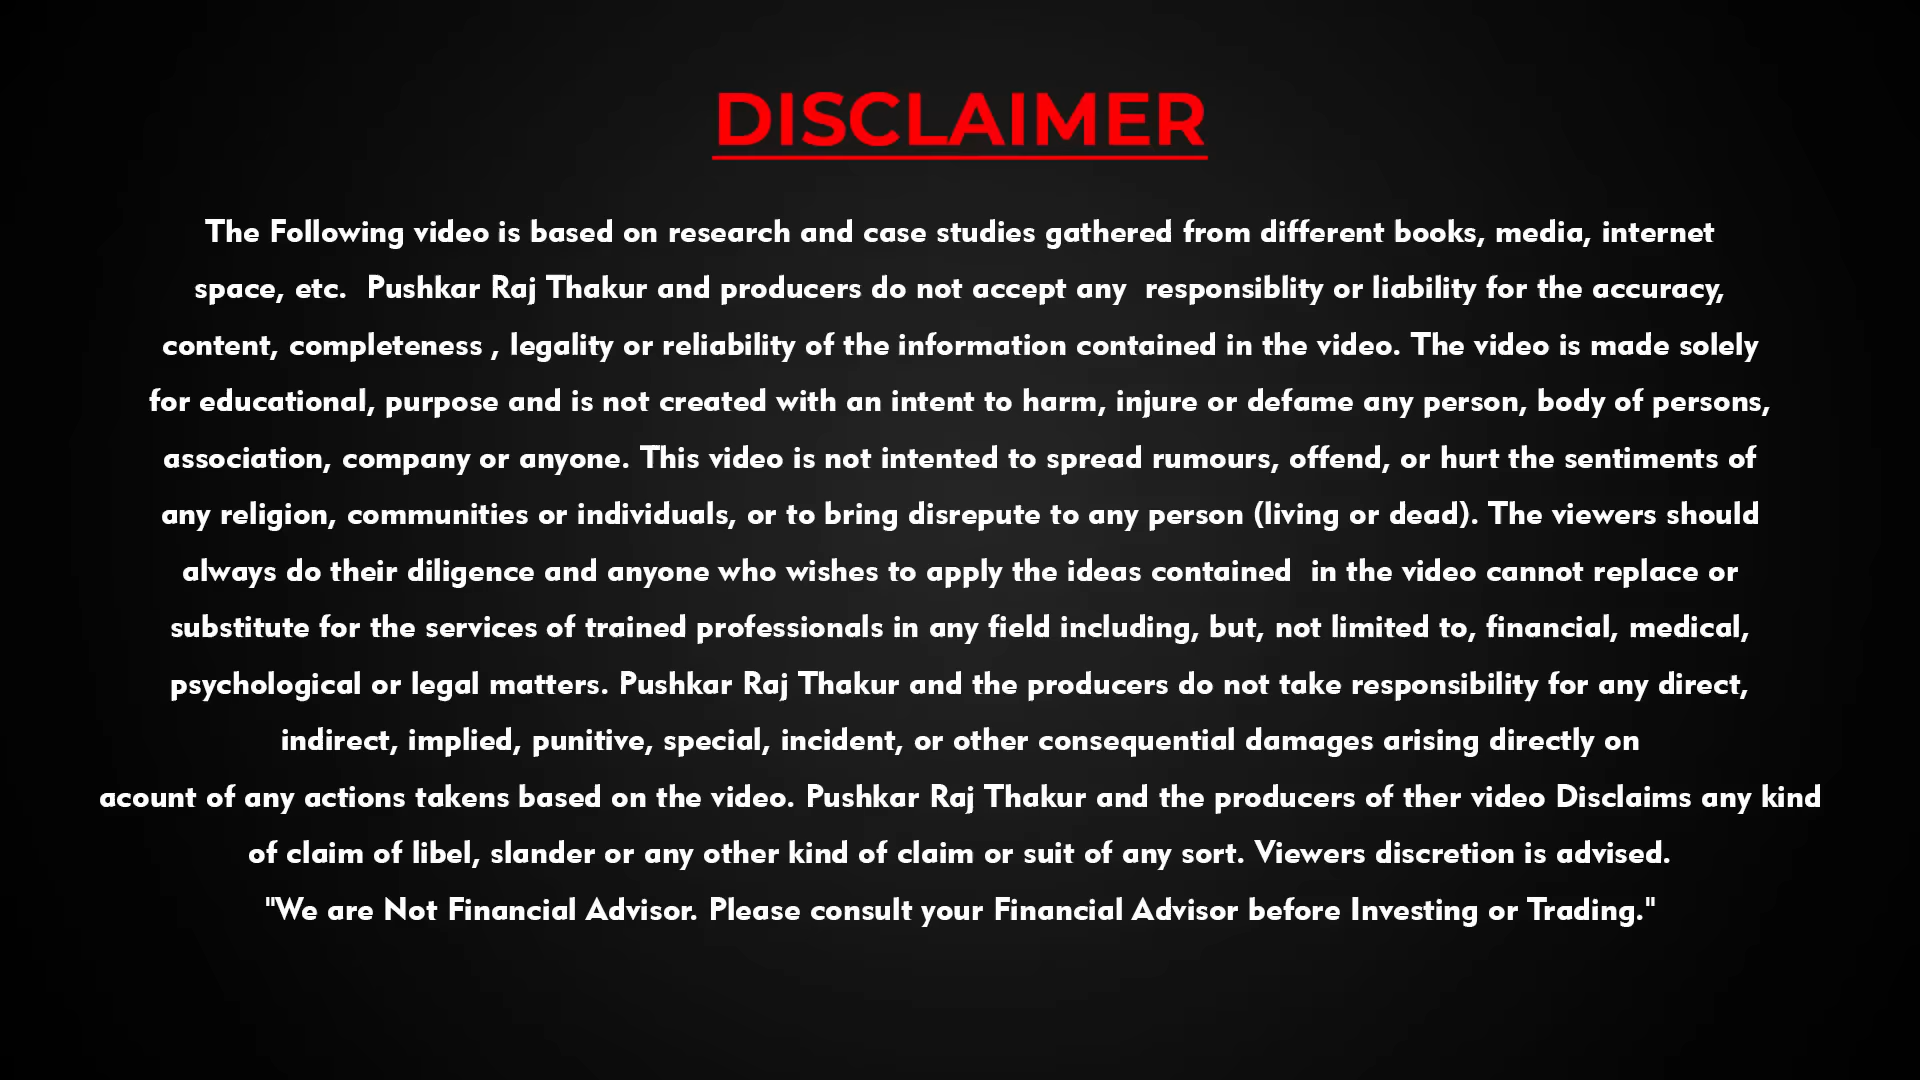 DISCLAIMER
The Following video is based on research and case studies gathered from different books, media, internet
space, etc.  Pushkar Raj Thakur and producers do not accept any  responsiblity or liability for the accuracy,
content, completeness , legality or reliability of the information contained in the video. The video is made solely
for educational, purpose and is not created with an intent to harm, injure or defame any person, body of persons,
association, company or anyone. This video is not intented to spread rumours, offend, or hurt the sentiments of
any religion, communities or individuals, or to bring disrepute to any person (living or dead). The viewers should
always do their diligence and anyone who wishes to apply the ideas contained  in the video cannot replace or
substitute for the services of trained professionals in any field including, but, not limited to, financial, medical,
psychological or legal matters. Pushkar Raj Thakur and the producers do not take responsibility for any direct,
indirect, implied, punitive, special, incident, or other consequential damages arising directly on
acount of any actions takens based on the video. Pushkar Raj Thakur and the producers of ther video Disclaims any kind
of claim of libel, slander or any other kind of claim or suit of any sort. Viewers discretion is advised.
"We are Not Financial Advisor. Please consult your Financial Advisor before Investing or Trading."